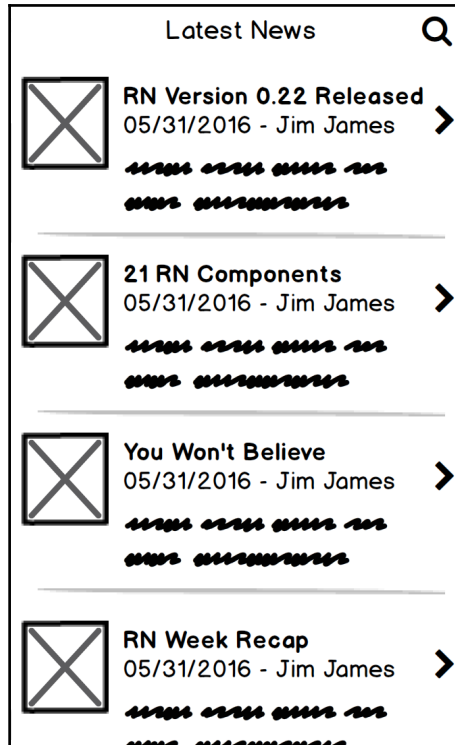 Latest News
RN Version 0.22 Released
05/31/2016 - Jim James
21 RN Components
05/31/2016 - Jim James
You Won't Believe
05/31/2016 - Jim James
RN Week Recap
05/31/2016 - Jim James